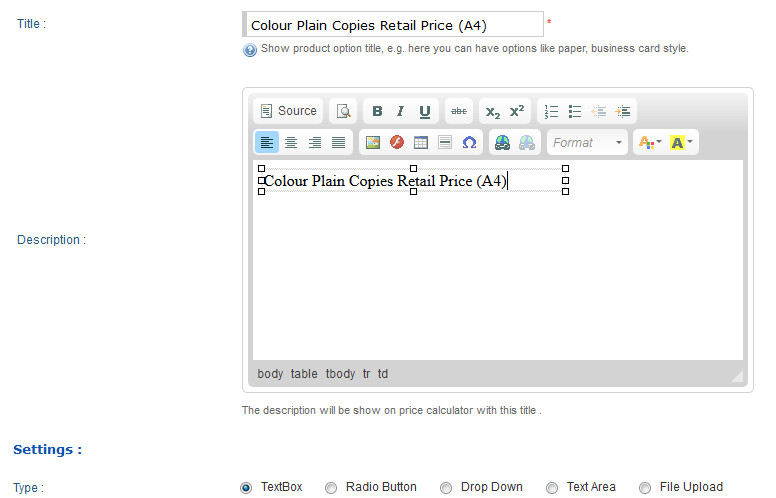 Title : Colour Plain Copies Retail Price (A4) *
? Show product option title, e.g. here you can have options like paper, business card style.
Source B I U abc x2 x2
Format A A
Colour Plain Copies Retail Price (A4)
Description :
body table tbody tr td
The description will be show on price calculator with this title .
Settings :
Type : TextBox Radio Button Drop Down Text Area File Upload